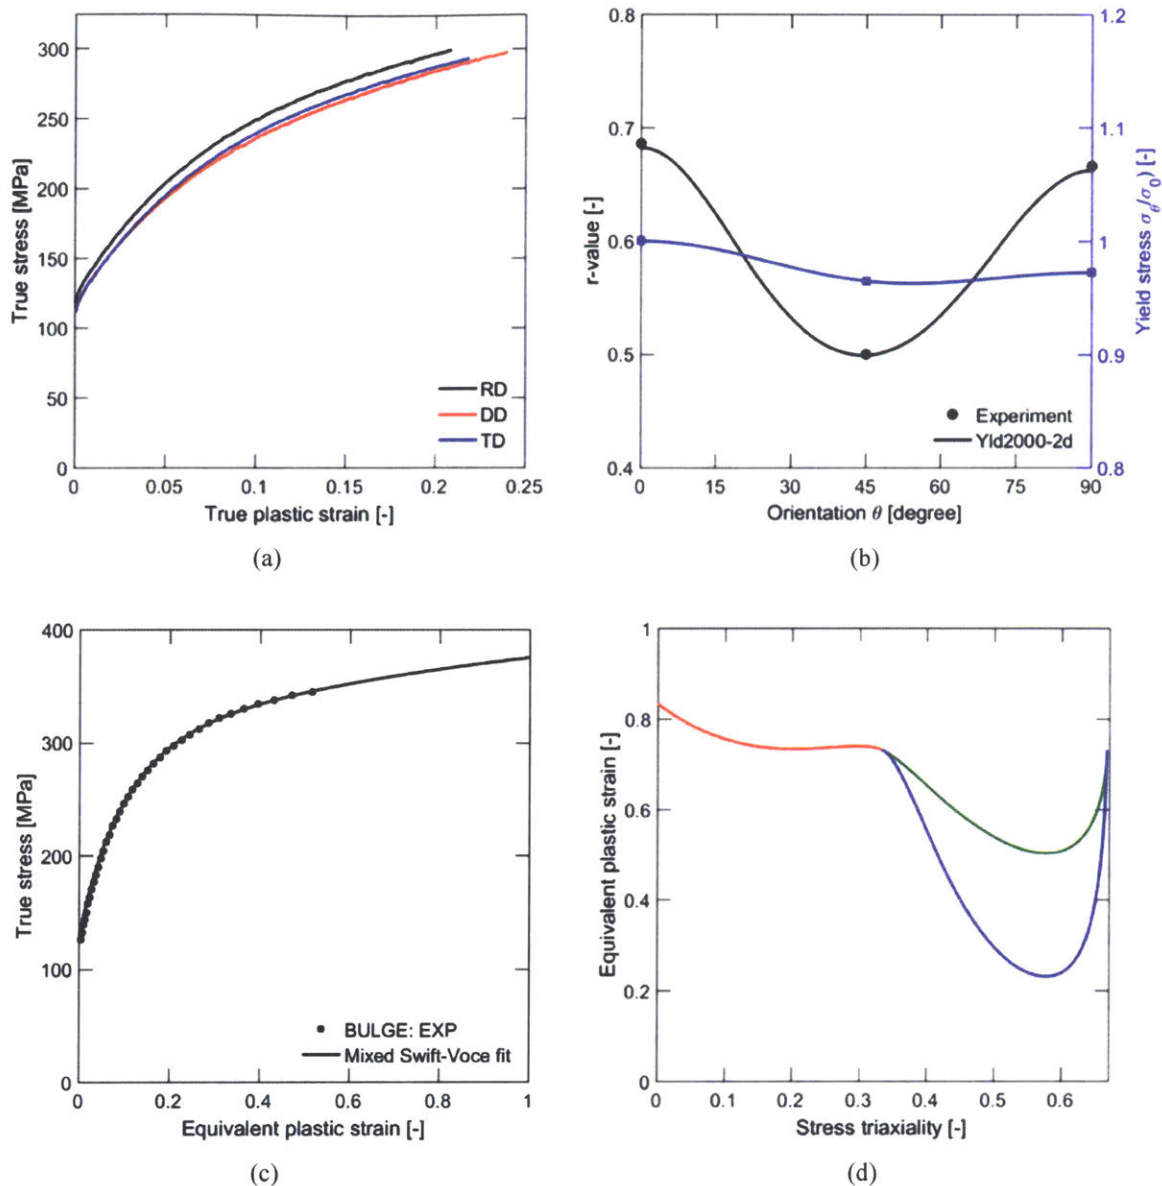 300
250
200
150
100
50
0
True stress [MPa]
RD
DD
TD
0 0.05 0.1 0.15 0.2 0.25
True plastic strain [-]
(a)
0.8
0.7
0.6
0.5
0.4
r-value [-]
1.2
1.1
1
0.9
0.8
Yield stress σθ/σ0) [-]
Experiment
Yld2000-2d
0 15 30 45 60 75 90
Orientation θ [degree]
(b)
400
300
200
100
0
True stress [MPa]
BULGE: EXP
Mixed Swift-Voce fit
0 0.2 0.4 0.6 0.8 1
Equivalent plastic strain [-]
(c)
1
0.8
0.6
0.4
0.2
0
Equivalent plastic strain [-]
0 0.1 0.2 0.3 0.4 0.5 0.6
Stress triaxiality [-]
(d)